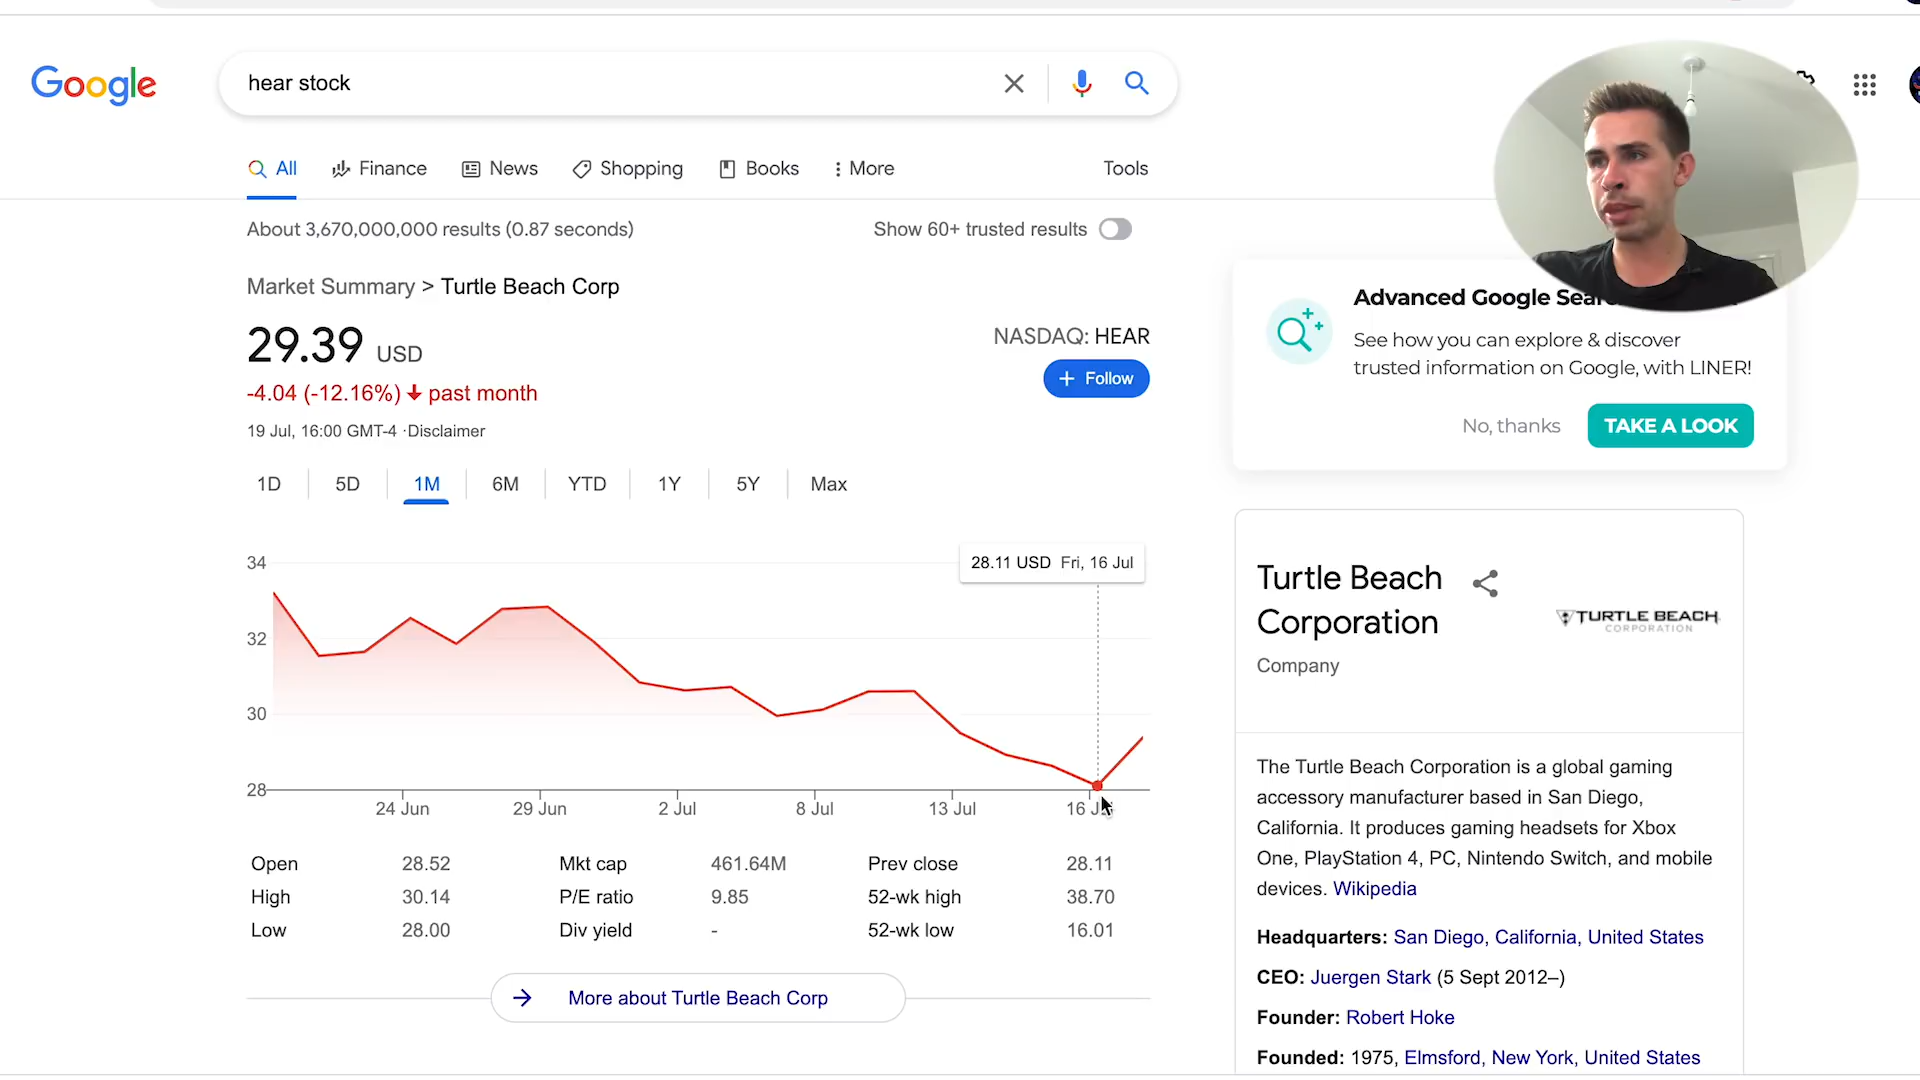 Google
hear stock
All Finance News Shopping Books More Tools
About 3,670,000,000 results (0.87 seconds)
Show 60+ trusted results
Market Summary > Turtle Beach Corp
29.39 USD
NASDAQ: HEAR
-4.04 (-12.16%) past month
+ Follow
19 Jul, 16:00 GMT-4 · Disclaimer
1D 5D 1M 6M YTD 1Y 5Y Max
28.11 USD Fri, 16 Jul
34
32
30
28
24 Jun 29 Jun 2 Jul 8 Jul 13 Jul 16
Open 28.52 Mkt cap 461.64M Prev close 28.11
High 30.14 P/E ratio 9.85 52-wk high 38.70
Low 28.00 Div yield - 52-wk low 16.01
More about Turtle Beach Corp
Advanced Google
See how you can explore & discover
trusted information on Google, with LINER!
No, thanks TAKE A LOOK
Turtle Beach
Corporation
TURTLE BEACH
CORPORATION
Company
The Turtle Beach Corporation is a global gaming
accessory manufacturer based in San Diego,
California. It produces gaming headsets for Xbox
One, PlayStation 4, PC, Nintendo Switch, and mobile
devices. Wikipedia
Headquarters: San Diego, California, United States
CEO: Juergen Stark (5 Sept 2012–)
Founder: Robert Hoke
Founded: 1975, Elmsford, New York, United States